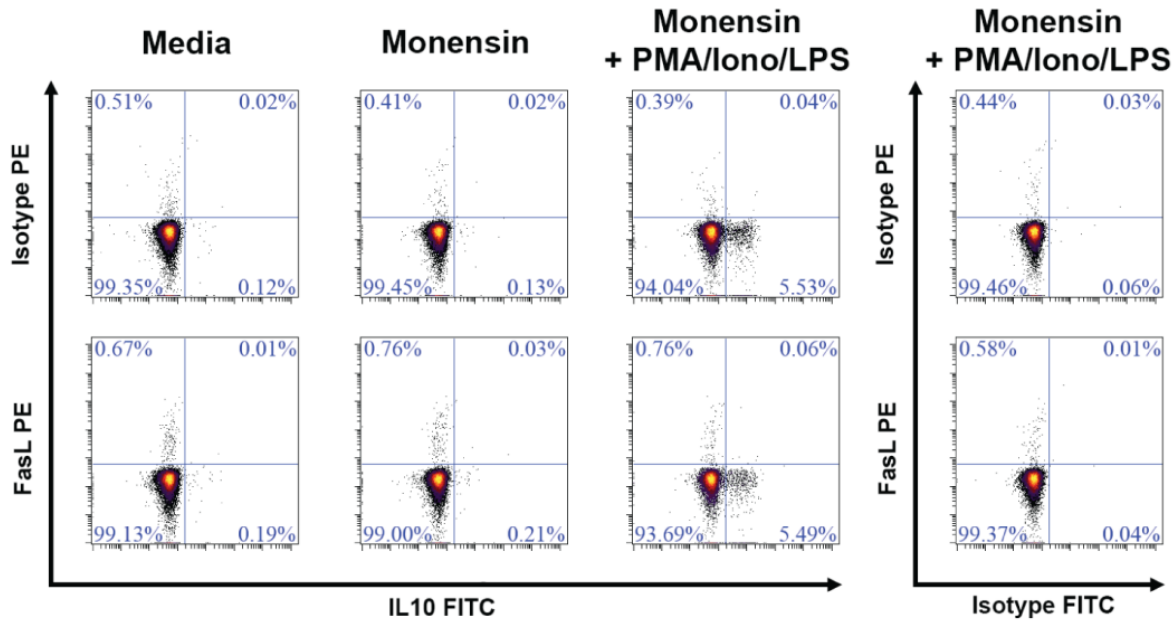 Media
Monensin
Monensin
+ PMA/Iono/LPS
Monensin
+ PMA/Iono/LPS
Isotype PE
0.51% 0.02%
99.35% 0.12%
0.41% 0.02%
99.45% 0.13%
0.39% 0.04%
94.04% 5.53%
Isotype PE
0.44% 0.03%
99.46% 0.06%
FasL PE
0.67% 0.01%
99.13% 0.19%
0.76% 0.03%
99.00% 0.21%
0.76% 0.06%
93.69% 5.49%
FasL PE
0.58% 0.01%
99.37% 0.04%
IL10 FITC
Isotype FITC